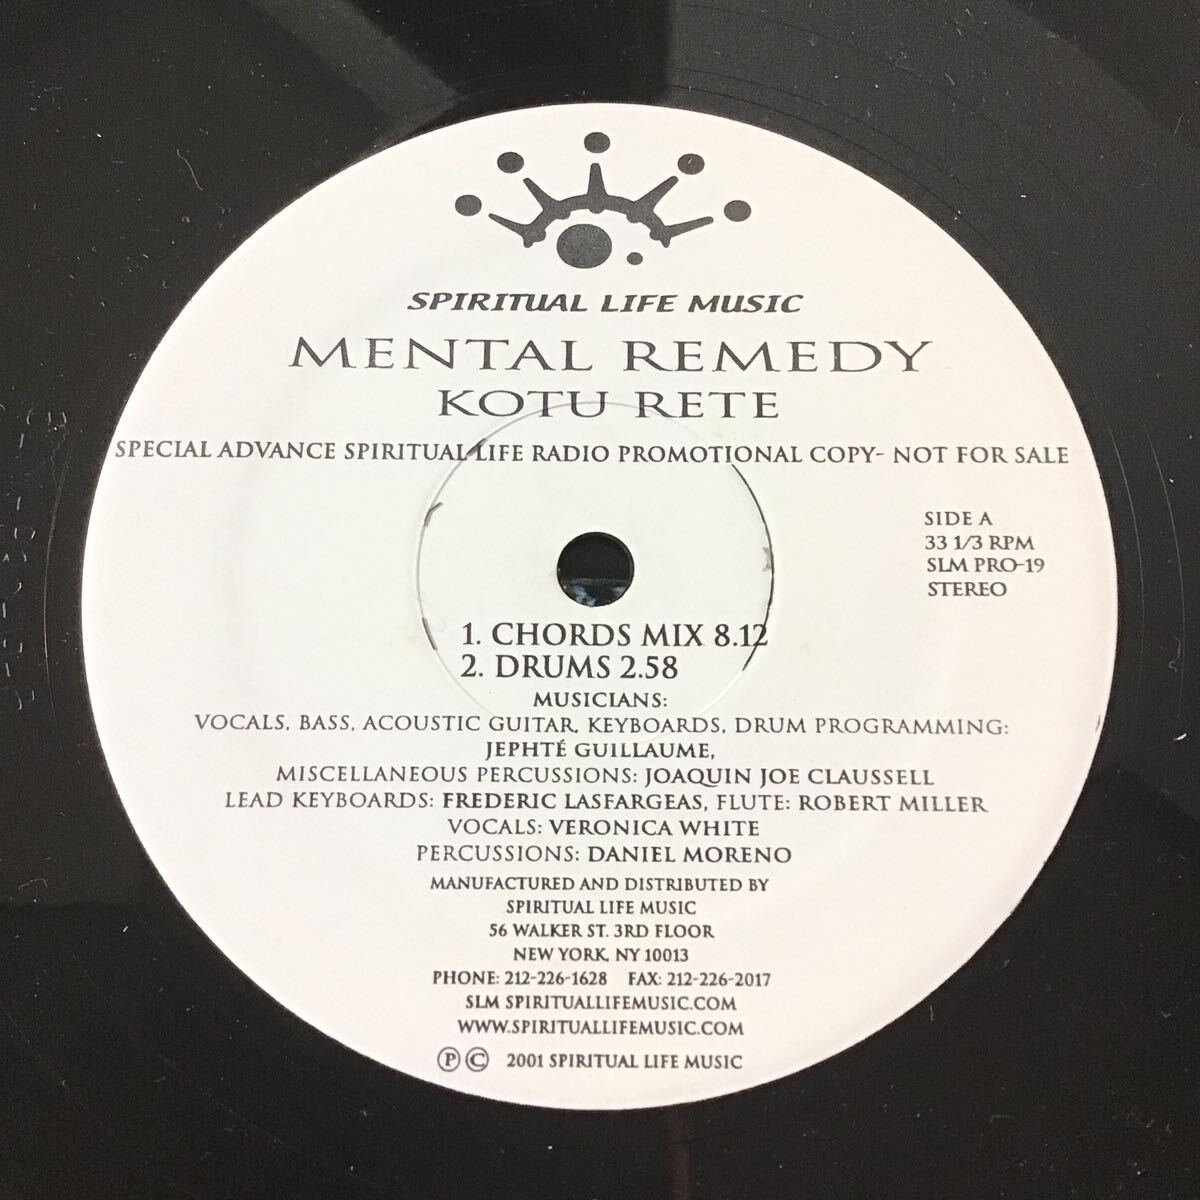 SPIRITUAL LIFE MUSIC
MENTAL REMEDY
KOTU RETE
SPECIAL ADVANCE SPIRITUAL LIFE RADIO PROMOTIONAL COPY- NOT FOR SALE
SIDE A
33 1/3 RPM
SLM PRO-19
STEREO
1. CHORDS MIX 8.12
2. DRUMS 2.58
MUSICIANS:
VOCALS, BASS, ACOUSTIC GUITAR, KEYBOARDS, DRUM PROGRAMMING:
JEPHTÉ GUILLAUME,
MISCELLANEOUS PERCUSSIONS: JOAQUIN JOE CLAUSSELL
LEAD KEYBOARDS: FREDERIC LASFARGEAS, FLUTE: ROBERT MILLER
VOCALS: VERONICA WHITE
PERCUSSIONS: DANIEL MORENO
MANUFACTURED AND DISTRIBUTED BY
SPIRITUAL LIFE MUSIC
56 WALKER ST. 3RD FLOOR
NEW YORK, NY 10013
PHONE: 212-226-1628 FAX: 212-226-2017
SLM SPIRITUALLIFEMUSIC.COM
WWW.SPIRITUALLIFEMUSIC.COM
℗ © 2001 SPIRITUAL LIFE MUSIC